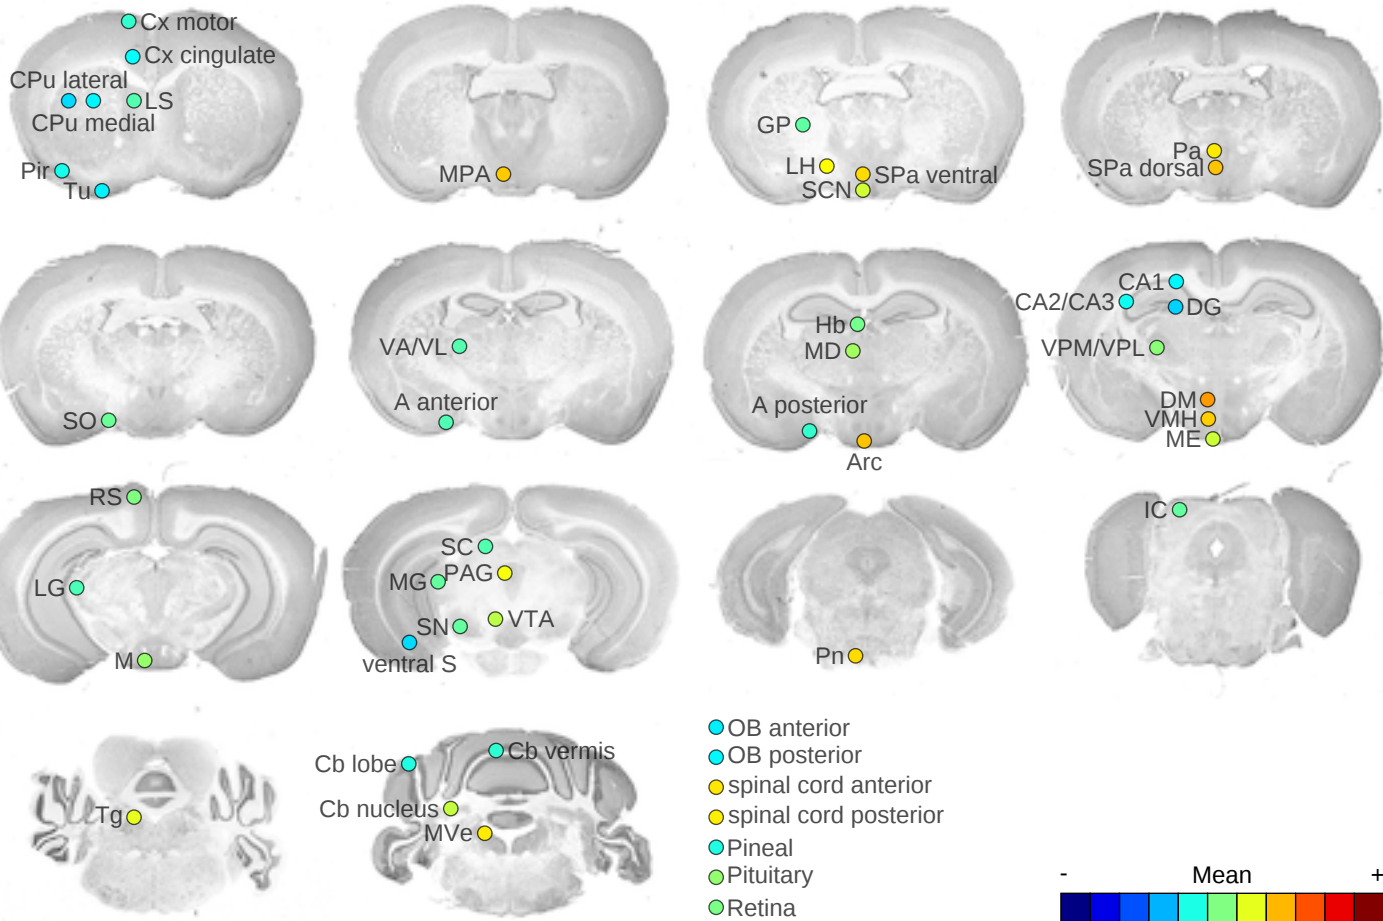 Cx motor
Cx cingulate
CPu lateral
LS
CPu medial
Pir
Tu
MPA
GP
LH
SPa ventral
SCN
Pa
SPa dorsal
SO
VA/VL
A anterior
Hb
MD
A posterior
Arc
CA1
CA2/CA3
DG
VPM/VPL
DM
VMH
ME
RS
LG
M
SC
PAG
MG
SN
VTA
ventral S
Pn
IC
Tg
Cb lobe
Cb vermis
Cb nucleus
MVe
OB anterior
OB posterior
spinal cord anterior
spinal cord posterior
Pineal
Pituitary
Retina
- Mean +